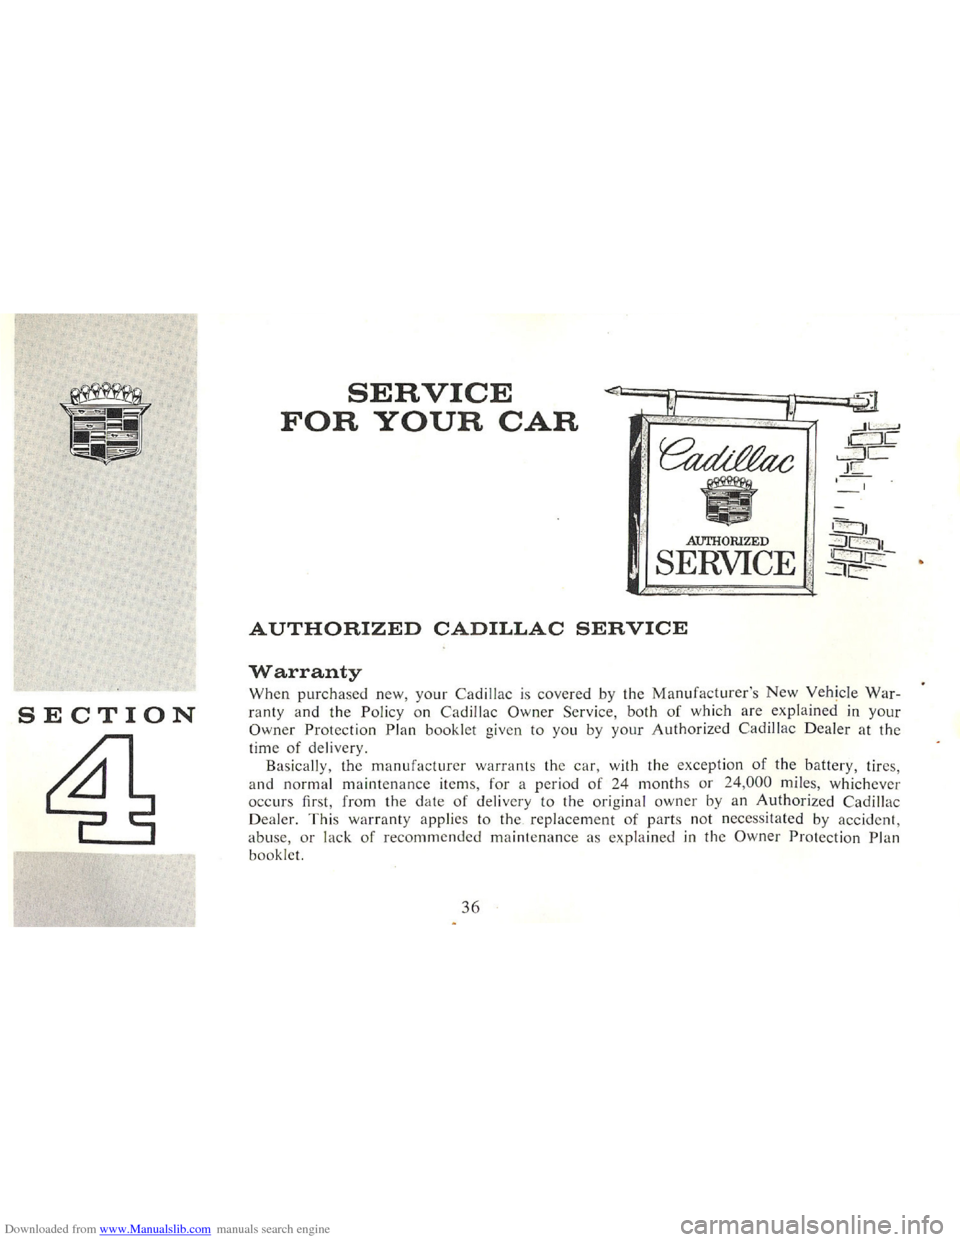 SERVICE
FOR YOUR CAR
Cadillac
AUTHORIZED
SERVICE
SECTION
4
AUTHORIZED CADILLAC SERVICE
Warranty
When purchased new, your Cadillac is covered by the Manufacturer's New Vehicle War-
ranty and the Policy on Cadillac Owner Service, both of which are explained in your
Owner Protection Plan booklet given to you by your Authorized Cadillac Dealer at the
time of delivery.
Basically, the manufacturer warrants the car, with the exception of the battery, tires,
and normal maintenance items, for a period of 24 months or 24,000 miles, whichever
occurs first, from the date of delivery to the original owner by an Authorized Cadillac
Dealer. This warranty applies to the replacement of parts not necessitated by accident,
abuse, or lack of recommended maintenance as explained in the Owner Protection Plan
booklet.
36
Downloaded from www.Manualslib.com manuals search engine
carmanualsonline.info